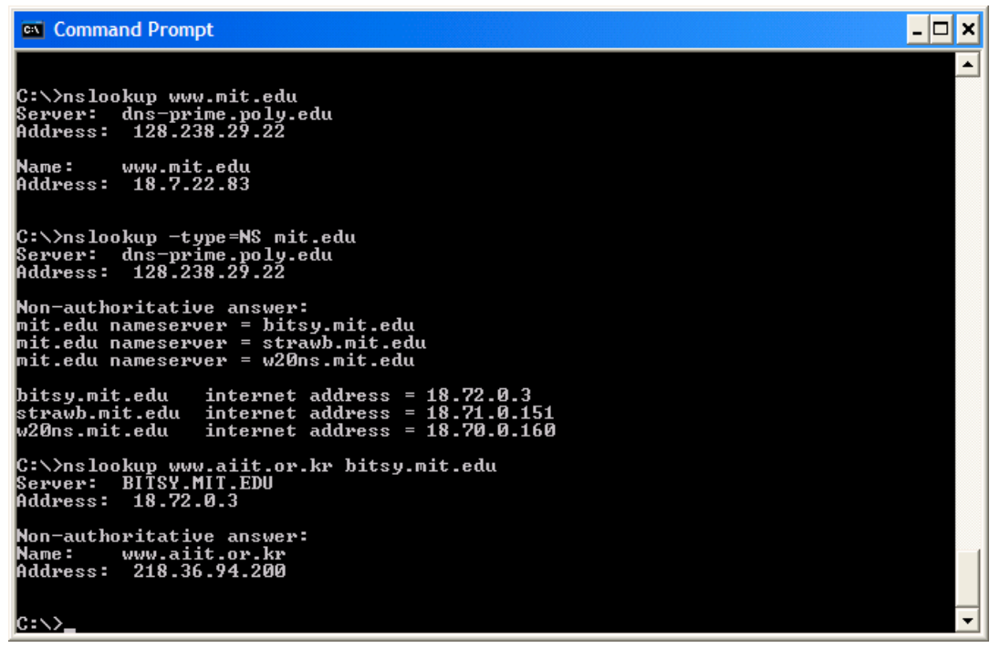 Command Prompt
C:\>nslookup www.mit.edu
Server:  dns-prime.poly.edu
Address:  128.238.29.22
Name:    www.mit.edu
Address:  18.7.22.83
C:\>nslookup -type=NS mit.edu
Server:  dns-prime.poly.edu
Address:  128.238.29.22
Non-authoritative answer:
mit.edu nameserver = bitsy.mit.edu
mit.edu nameserver = strawb.mit.edu
mit.edu nameserver = w20ns.mit.edu
bitsy.mit.edu   internet address = 18.72.0.3
strawb.mit.edu  internet address = 18.71.0.151
w20ns.mit.edu   internet address = 18.70.0.160
C:\>nslookup www.aiit.or.kr bitsy.mit.edu
Server:  BITSY.MIT.EDU
Address:  18.72.0.3
Non-authoritative answer:
Name:    www.aiit.or.kr
Address:  218.36.94.200
C:\>_